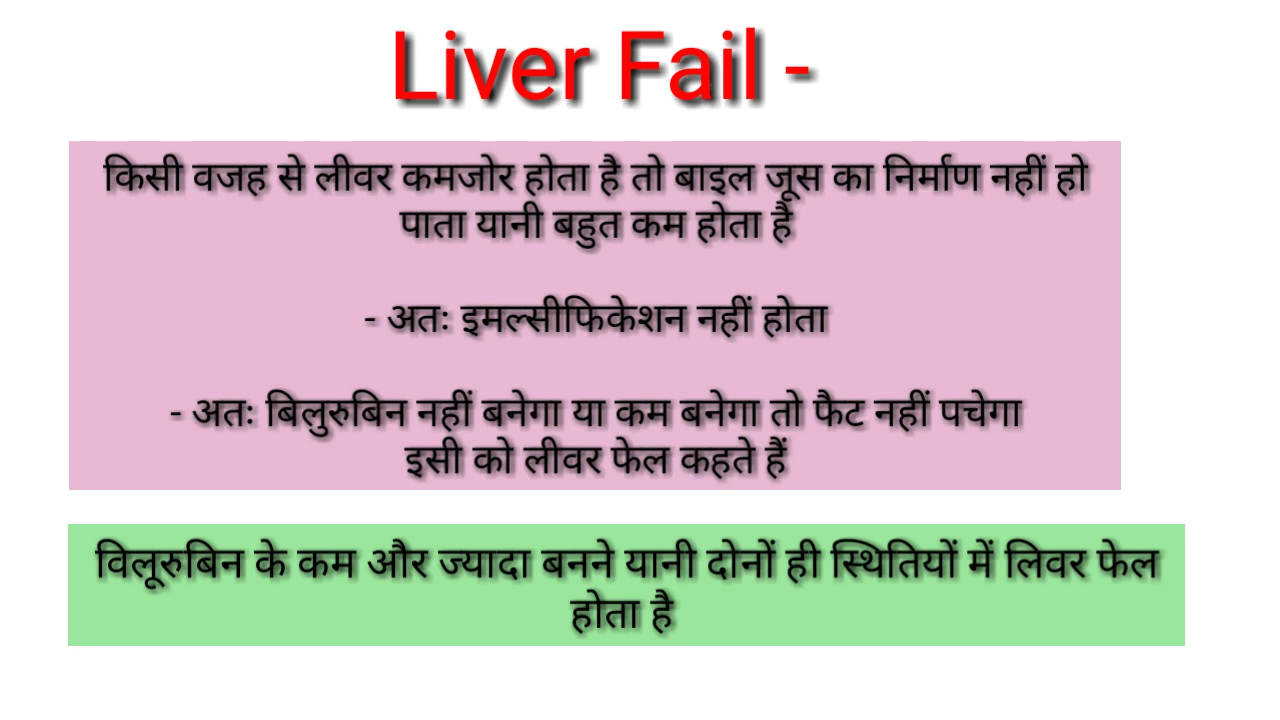 Liver Fail -
किसी वजह से लीवर कमजोर होता है तो बाइल जूस का निर्माण नहीं हो
पाता यानी बहुत कम होता है
- अतः इमल्सीफिकेशन नहीं होता
- अतः बिलुरुबिन नहीं बनेगा या कम बनेगा तो फैट नहीं पचेगा
इसी को लीवर फेल कहते हैं
विलूरुबिन के कम और ज्यादा बनने यानी दोनों ही स्थितियों में लिवर फेल
होता है